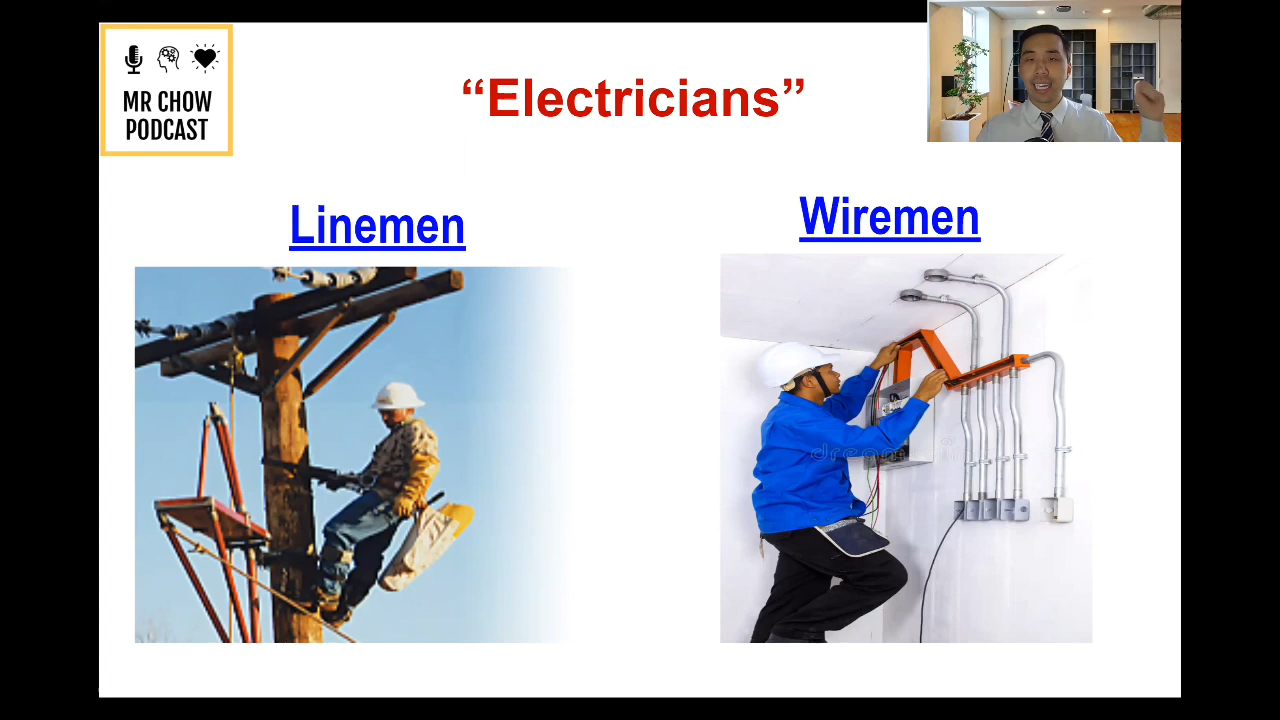 MR CHOW
PODCAST
“Electricians”
Linemen
Wiremen